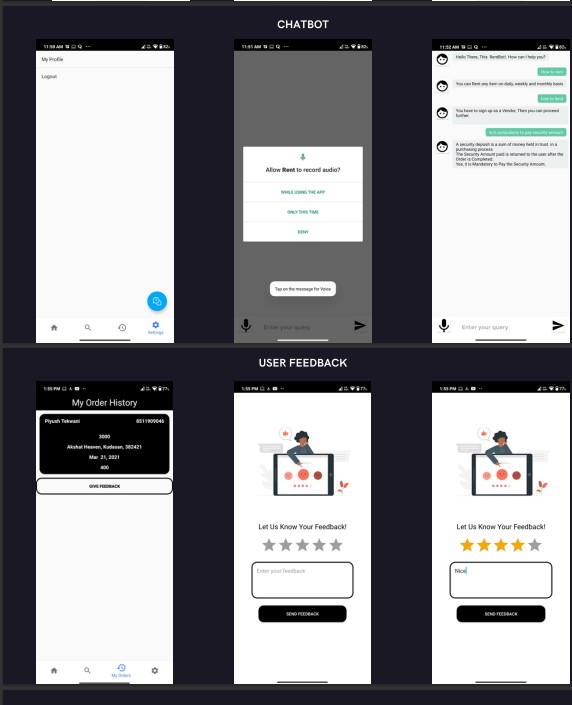 CHATBOT
11:50 AM
82%
My Profile
Logout
Settings
11:51 AM
82%
Allow Rent to record audio?
WHILE USING THE APP
ONLY THIS TIME
DENY
Tap on the message for Voice
Enter your query
11:52 AM
82%
Hello There, This RentBot. How can I help you?
How to rent
You can Rent any item on daily, weekly and monthly basis
how to lend
You have to sign up as a Vendor, Then you can proceed
further.
Is it compulsory to pay security amount
A security deposit is a sum of money held in trust in a
purchasing process
The Security Amount paid is returned to the user after the
Order is Completed.
Yes, it is Mandatory to Pay the Security Amount.
Enter your query
USER FEEDBACK
1:55 PM
77%
My Order History
Piyush Tekwani 8511909046
3000
Akshat Heaven, Kudasan, 382421
Mar 21, 2021
400
GIVE FEEDBACK
My Orders
1:55 PM
77%
Let Us Know Your Feedback!
Enter your feedback
SEND FEEDBACK
1:55 PM
77%
Let Us Know Your Feedback!
Nice
SEND FEEDBACK